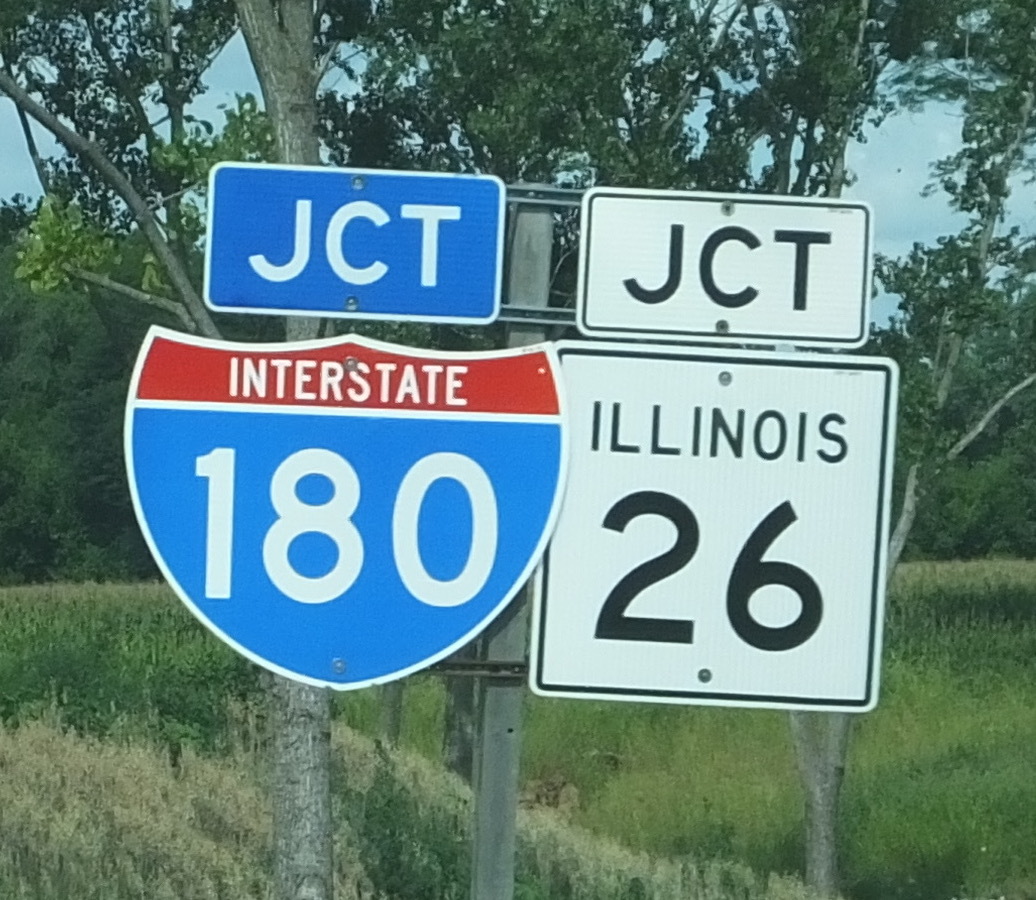 JCT
INTERSTATE
180
JCT
ILLINOIS
26